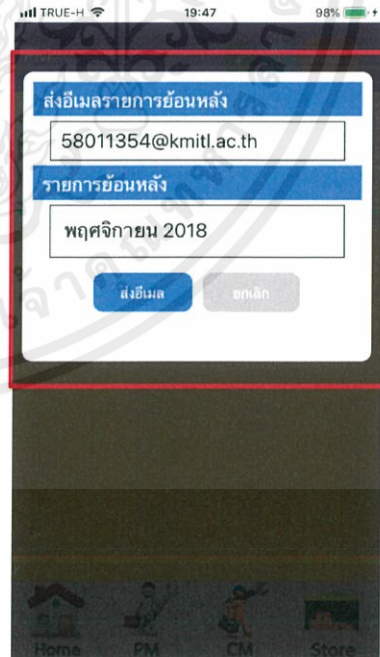 TRUE-H 19:47 98%
ส่งอีเมลรายการย้อนหลัง
58011354@kmitl.ac.th
รายการย้อนหลัง
พฤศจิกายน 2018
ส่งอีเมล ยกเลิก
Home PM CM Store